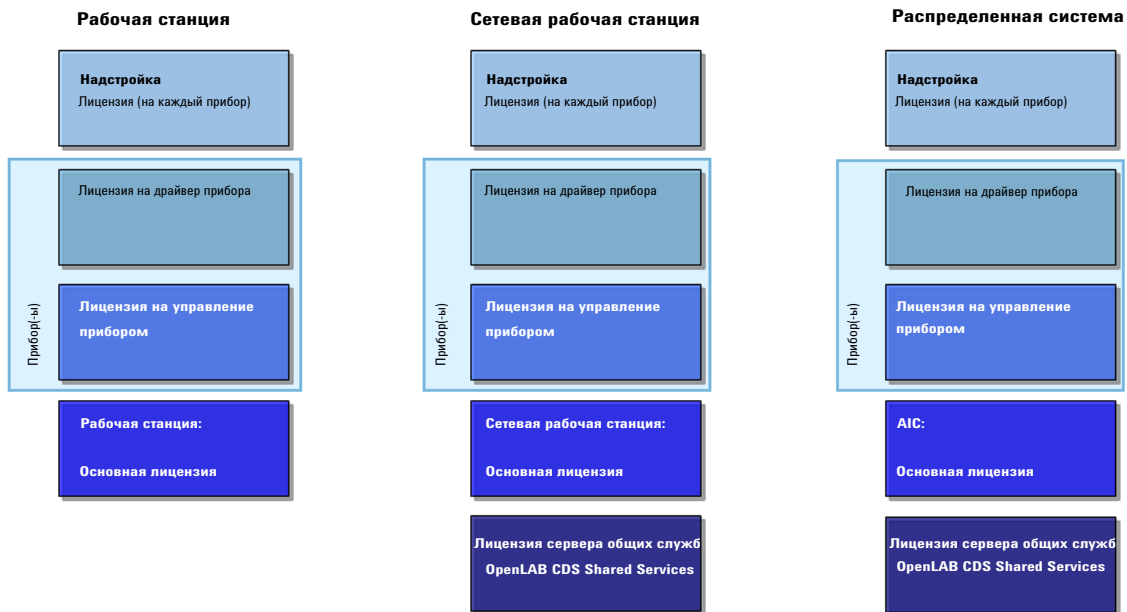 Рабочая станция
Надстройка
Лицензия (на каждый прибор)
Лицензия на драйвер прибора
Прибор(-ы)
Лицензия на управление
прибором
Рабочая станция:
Основная лицензия
Сетевая рабочая станция
Надстройка
Лицензия (на каждый прибор)
Лицензия на драйвер прибора
Прибор(-ы)
Лицензия на управление
прибором
Сетевая рабочая станция:
Основная лицензия
Лицензия сервера общих служб
OpenLAB CDS Shared Services
Распределенная система
Надстройка
Лицензия (на каждый прибор)
Лицензия на драйвер прибора
Прибор(-ы)
Лицензия на управление
прибором
AIC:
Основная лицензия
Лицензия сервера общих служб
OpenLAB CDS Shared Services